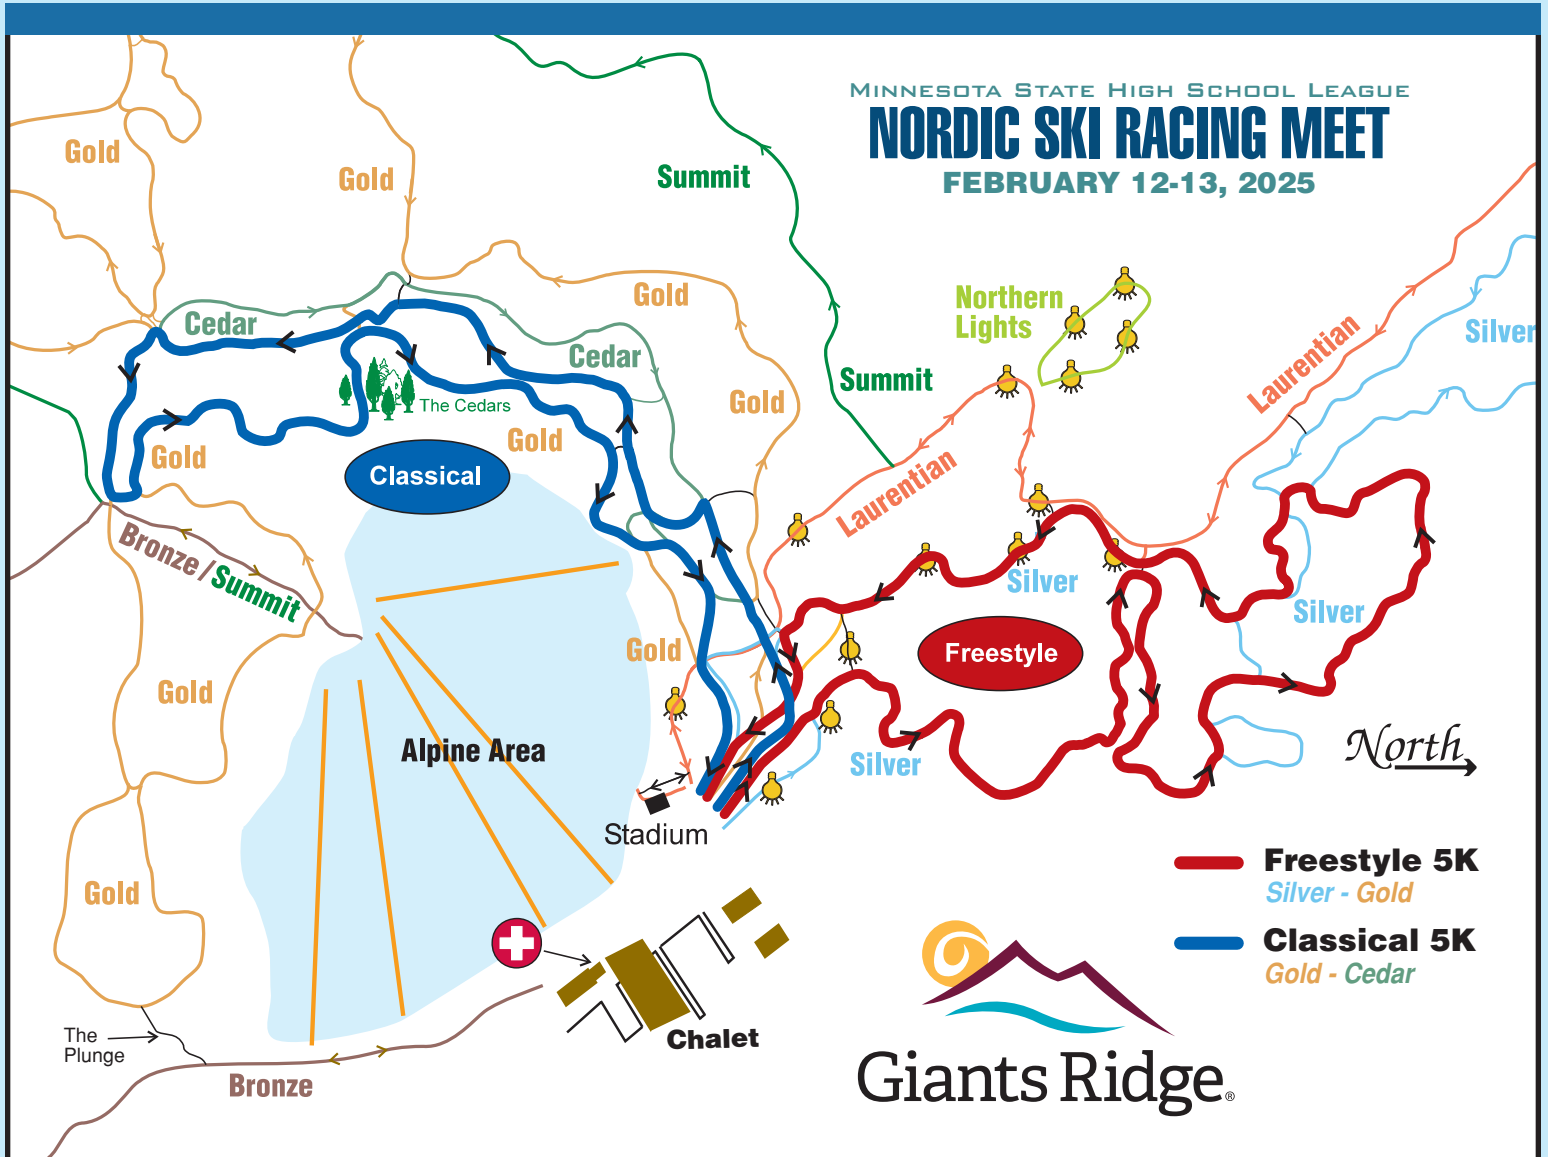 MINNESOTA STATE HIGH SCHOOL LEAGUE
NORDIC SKI RACING MEET
FEBRUARY 12-13, 2025
Gold
Gold
Summit
Gold
Northern
Lights
Cedar
Cedar
Summit
Laurentian
Silver
The Cedars
Gold
Gold
Gold
Classical
Laurentian
Bronze / Summit
Silver
Silver
Gold
Freestyle
Gold
Alpine Area
Silver
North
Stadium
Gold
Freestyle 5K
Silver - Gold
Classical 5K
Gold - Cedar
The
Plunge
Chalet
Bronze
Giants Ridge®